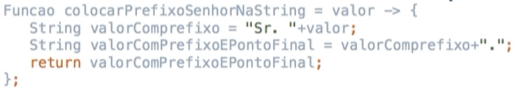 Funcao colocarPrefixoSenhorNaString = valor -> {
String valorComprefixo = "Sr. "+valor;
String valorComPrefixoEPontoFinal = valorComprefixo+".";
return valorComPrefixoEPontoFinal;
};